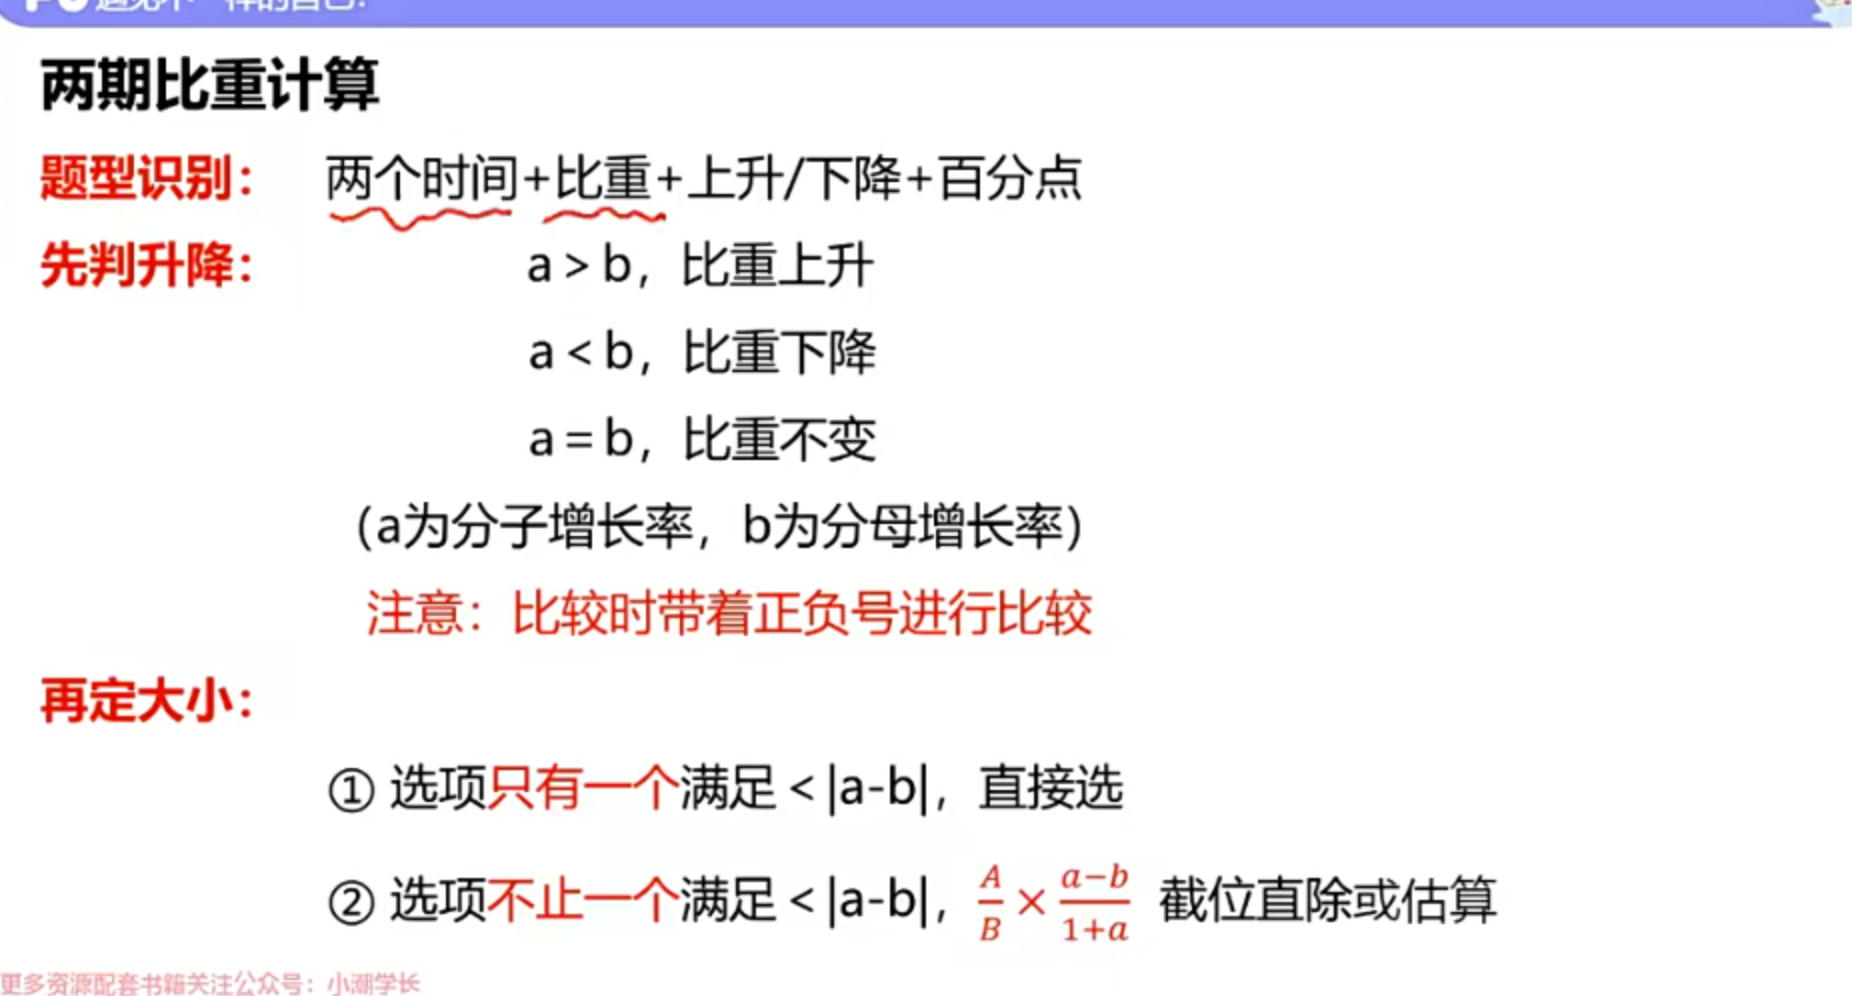 两期比重计算
题型识别： 两个时间+比重+上升/下降+百分点
先判升降： a > b，比重上升
a < b，比重下降
a = b，比重不变
（a为分子增长率，b为分母增长率）
注意：比较时带着正负号进行比较
再定大小：
① 选项只有一个满足 < |a-b|，直接选
② 选项不止一个满足 < |a-b|，A/B × (a−b)/(1+a) 截位直除或估算
更多资源配套书籍关注公众号：小潮学长